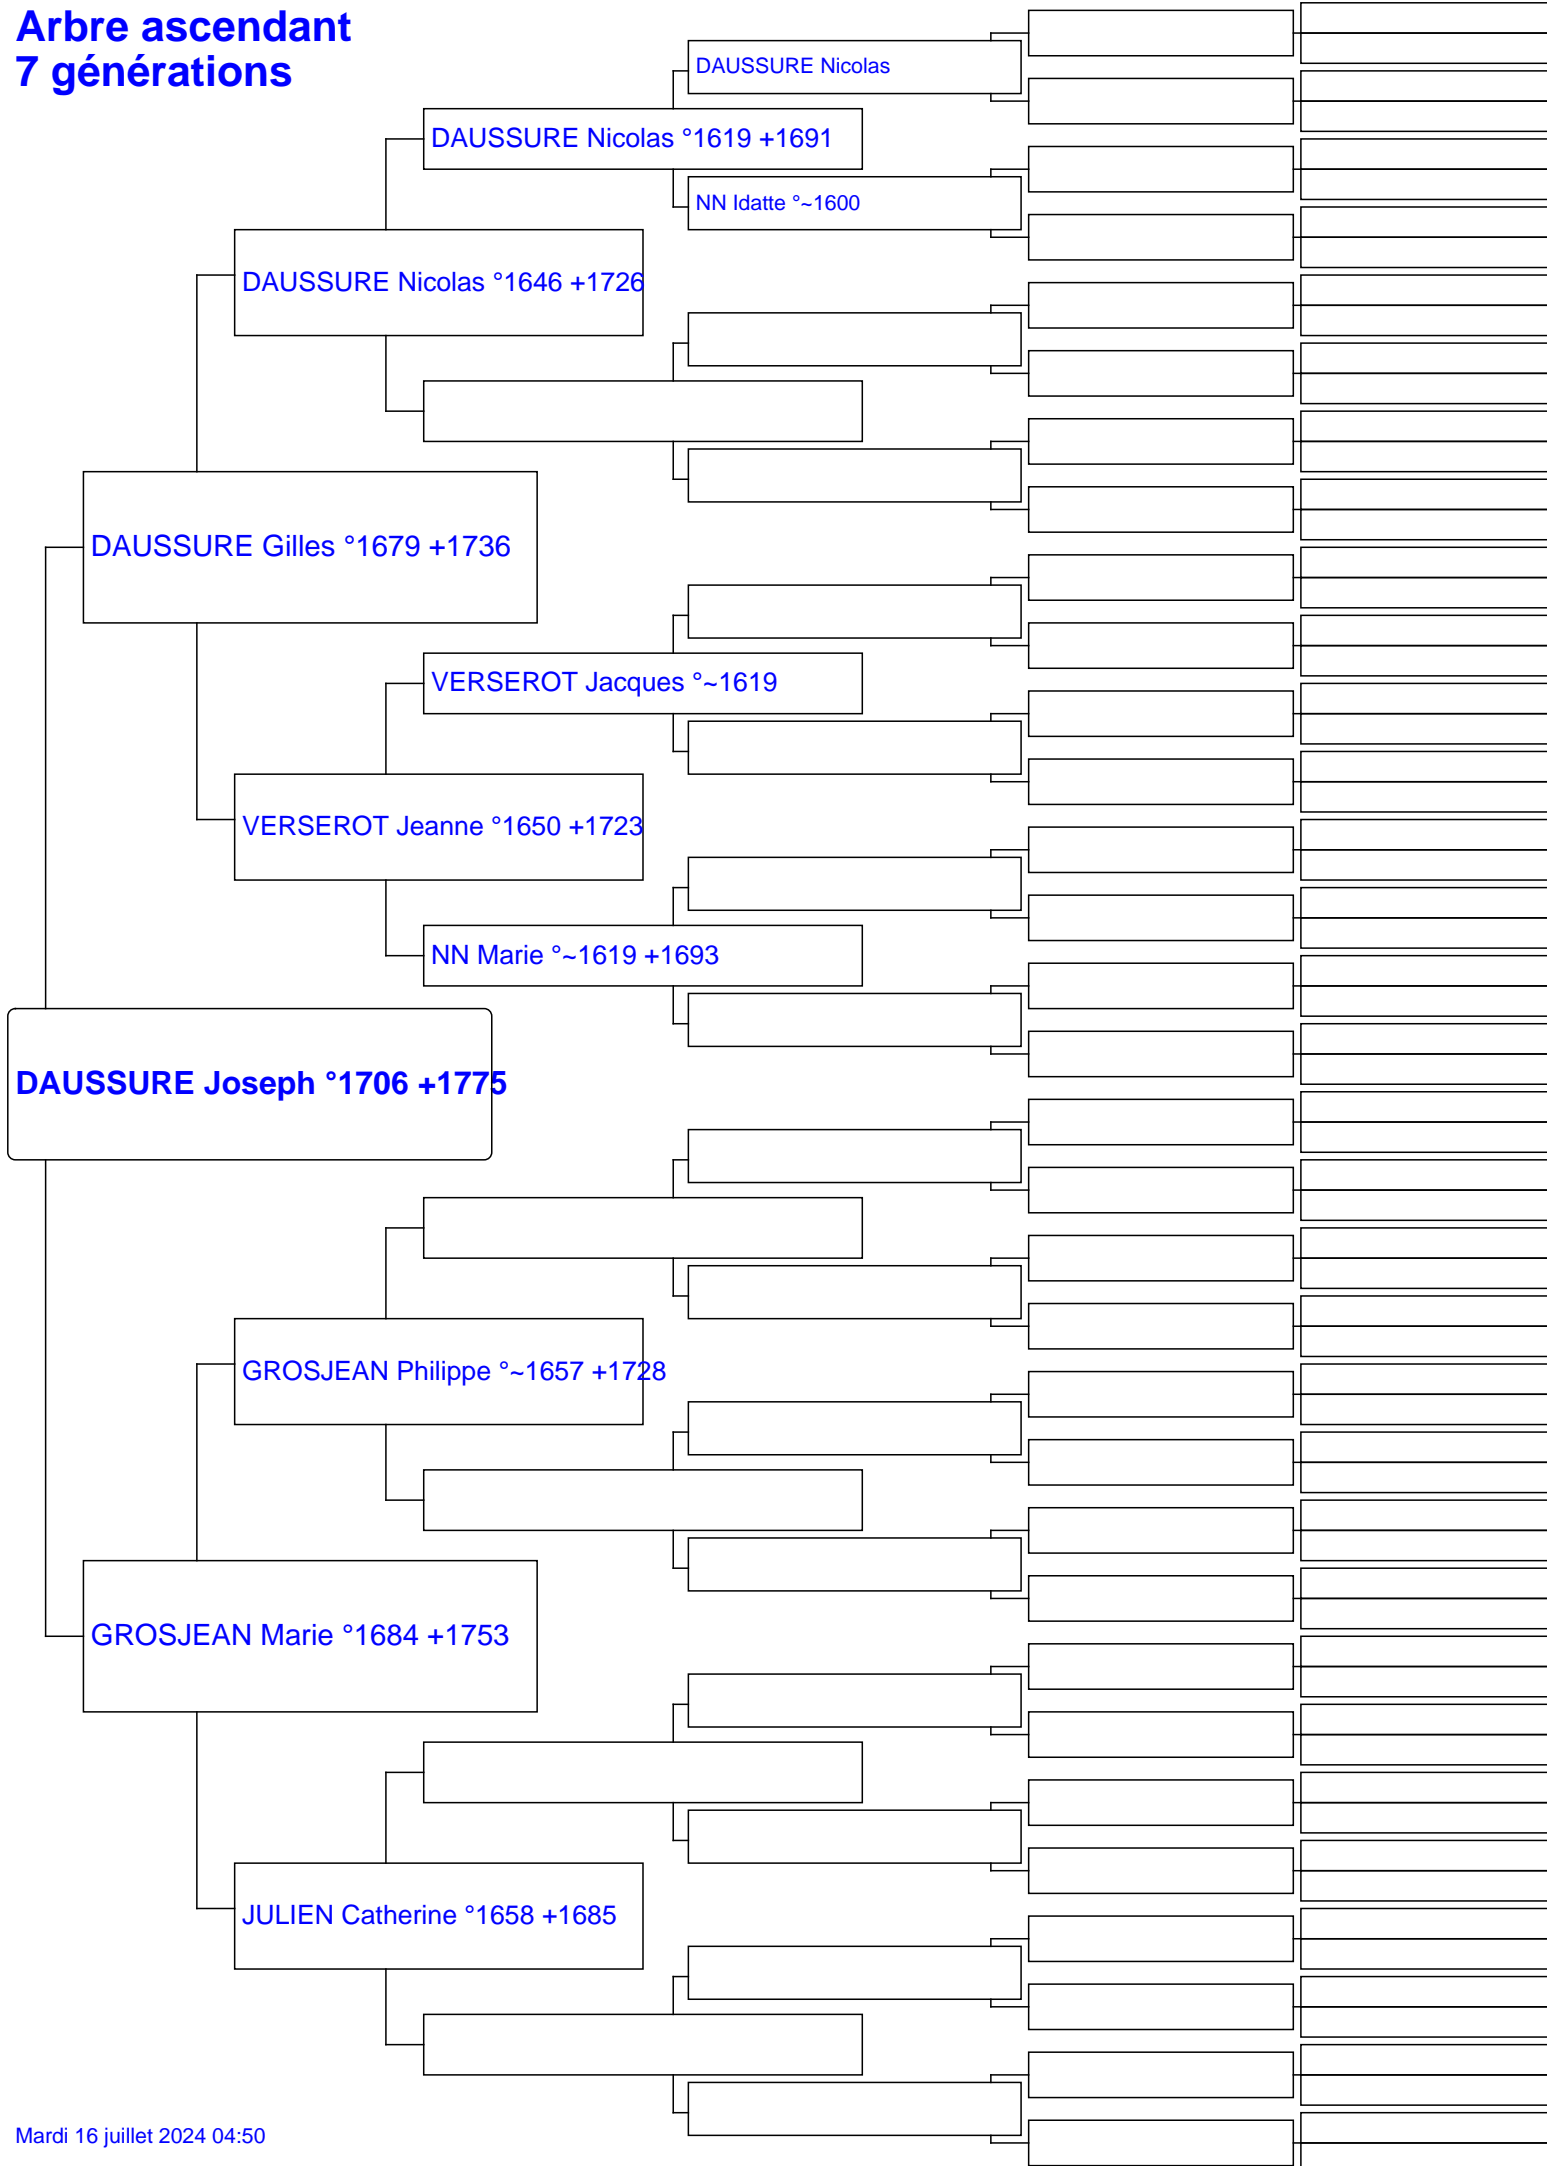 Arbre ascendant
7 générations
DAUSSURE Nicolas
DAUSSURE Nicolas °1619 +1691
NN Idatte °~1600
DAUSSURE Nicolas °1646 +1726
DAUSSURE Gilles °1679 +1736
VERSEROT Jacques °~1619
VERSEROT Jeanne °1650 +1723
NN Marie °~1619 +1693
DAUSSURE Joseph °1706 +1775
GROSJEAN Philippe °~1657 +1728
GROSJEAN Marie °1684 +1753
JULIEN Catherine °1658 +1685
Mardi 16 juillet 2024 04:50